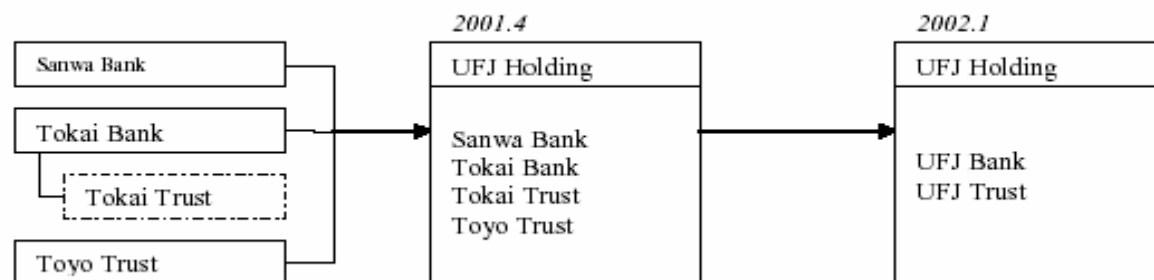 2001.4
2002.1
Sanwa Bank
Tokai Bank
Tokai Trust
Toyo Trust
UFJ Holding
Sanwa Bank
Tokai Bank
Tokai Trust
Toyo Trust
UFJ Holding
UFJ Bank
UFJ Trust